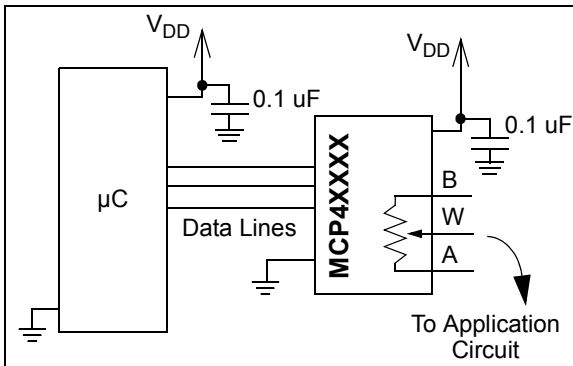 VDD
VDD
0.1 uF
0.1 uF
µC
MCP4XXXX
B
W
A
Data Lines
To Application
Circuit